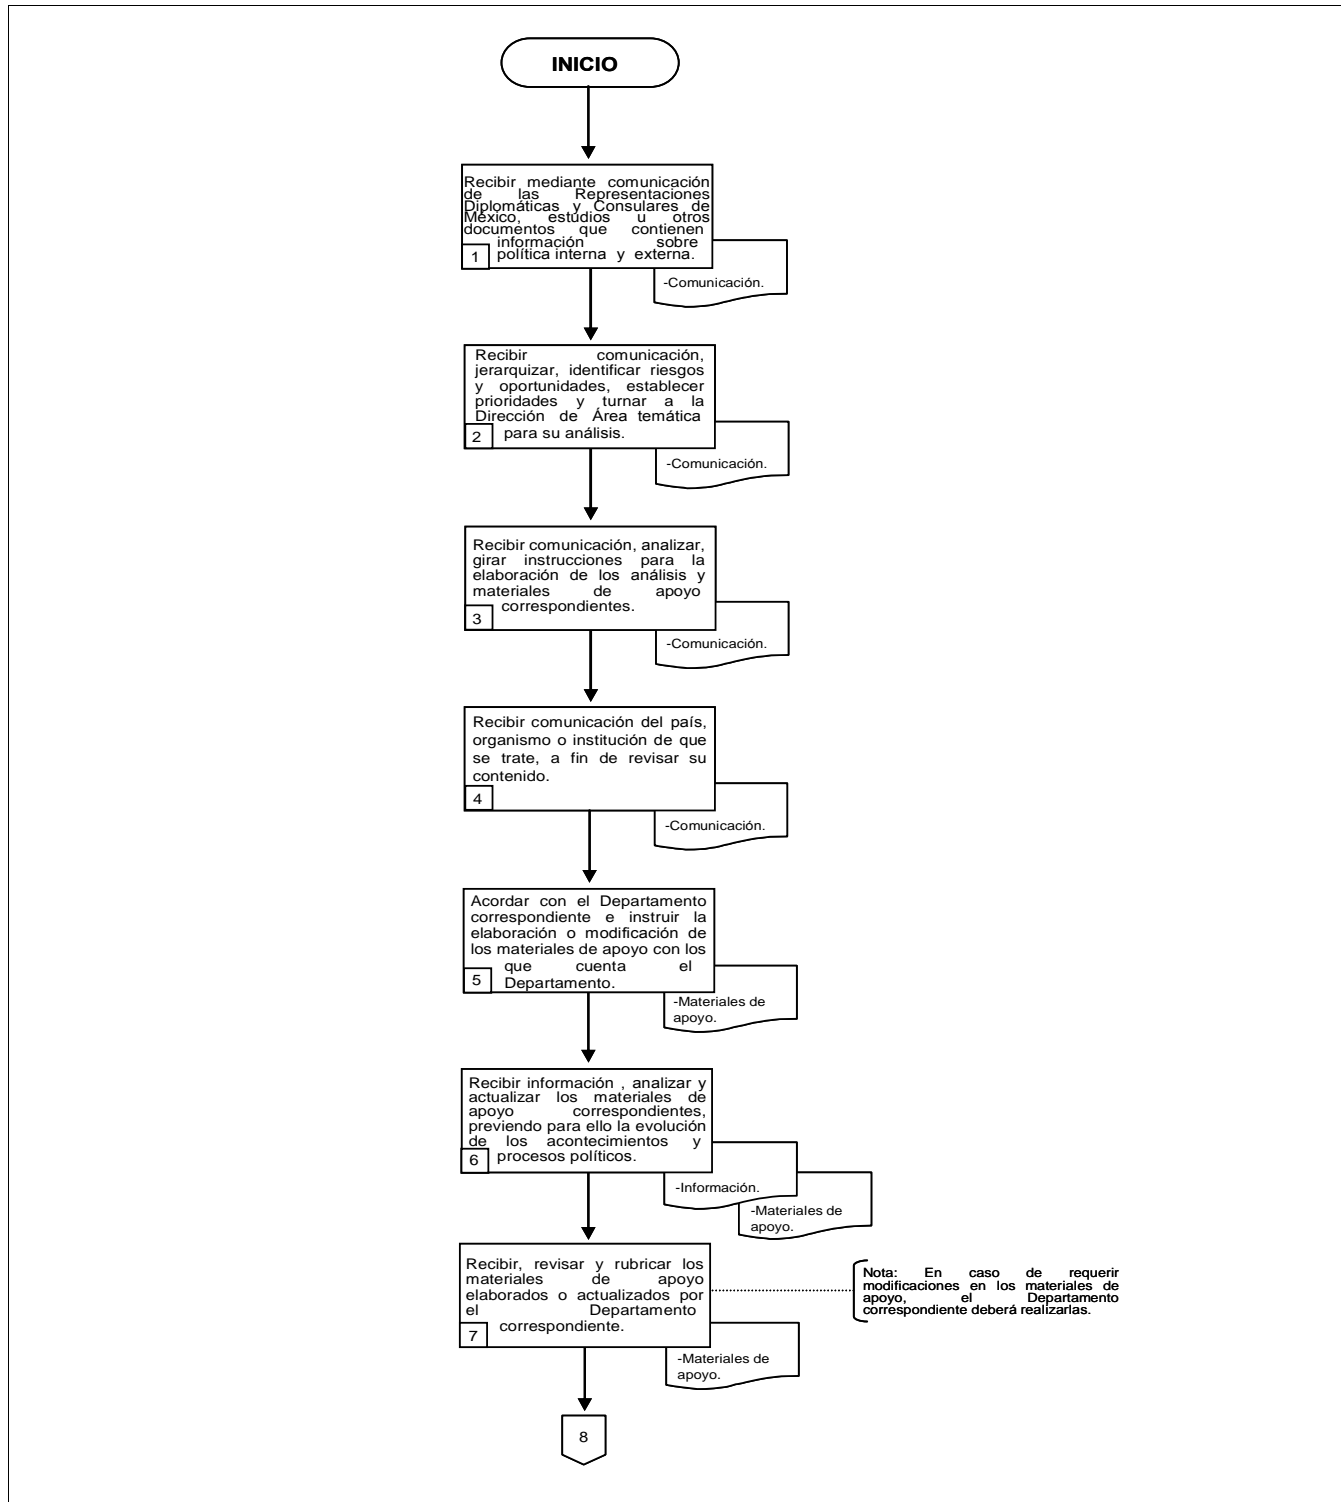 INICIO
Recibir mediante comunicación
de las Representaciones
Diplomáticas y Consulares de
México, estudios u otros
documentos que contienen
información sobre
política interna y externa.
1
-Comunicación.
Recibir comunicación,
jerarquizar, identificar riesgos
y oportunidades, establecer
prioridades y turnar a la
Dirección de Área temática
para su análisis.
2
-Comunicación.
Recibir comunicación, analizar,
girar instrucciones para la
elaboración de los análisis y
materiales de apoyo
correspondientes.
3
-Comunicación.
Recibir comunicación del país,
organismo o institución de que
se trate, a fin de revisar su
contenido.
4
-Comunicación.
Acordar con el Departamento
correspondiente e instruir la
elaboración o modificación de
los materiales de apoyo con los
que cuenta el
Departamento.
5
-Materiales de
apoyo.
Recibir información , analizar y
actualizar los materiales de
apoyo correspondientes,
previendo para ello la evolución
de los acontecimientos y
procesos políticos.
6
-Información.
-Materiales de
apoyo.
Recibir, revisar y rubricar los
materiales de apoyo
elaborados o actualizados por
el Departamento
correspondiente.
7
Nota: En caso de requerir
modificaciones en los materiales de
apoyo, el Departamento
correspondiente deberá realizarlas.
-Materiales de
apoyo.
8